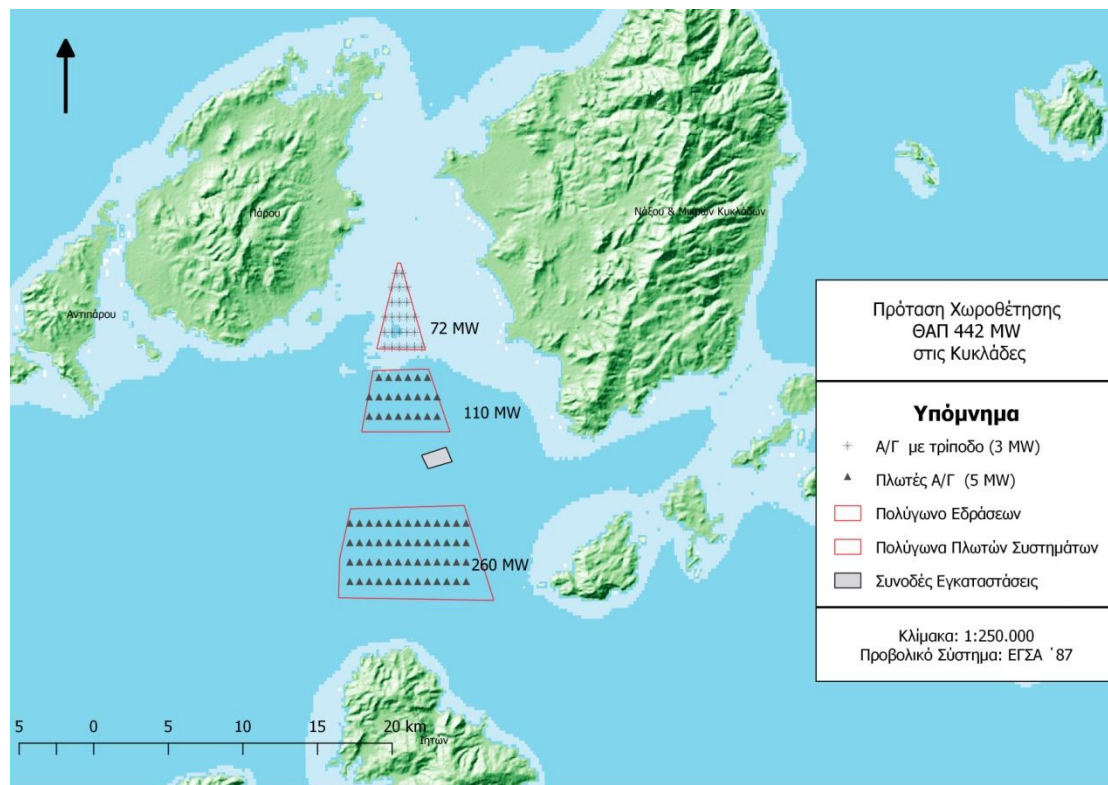 Πάρου
Νάξου & Μικρών Κυκλάδων
Αντιπάρου
72 MW
110 MW
260 MW
Ιητών
5 0 5 10 15 20 km
Πρόταση Χωροθέτησης
ΘΑΠ 442 MW
στις Κυκλάδες
Υπόμνημα
Α/Γ με τρίποδο (3 MW)
Πλωτές Α/Γ (5 MW)
Πολύγωνο Εδράσεων
Πολύγωνα Πλωτών Συστημάτων
Συνοδές Εγκαταστάσεις
Κλίμακα: 1:250.000
Προβολικό Σύστημα: ΕΓΣΑ ΄87